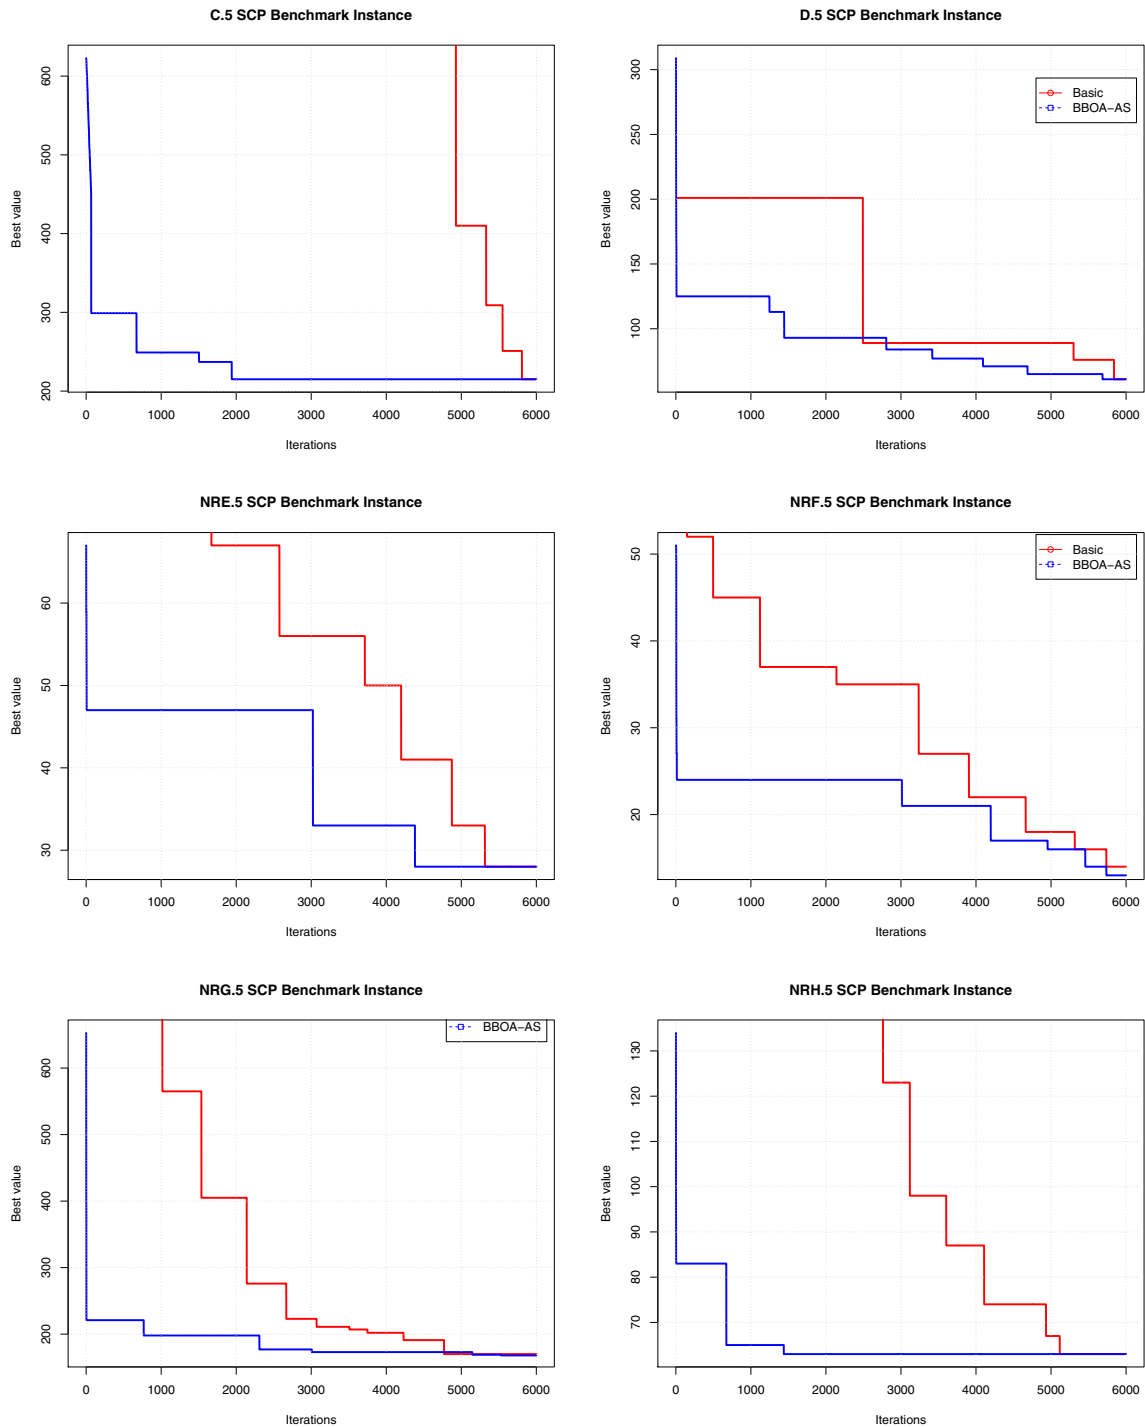 C.5 SCP Benchmark Instance
Best value
600
500
400
300
200
0 1000 2000 3000 4000 5000 6000
Iterations
D.5 SCP Benchmark Instance
Best value
300
250
200
150
100
Basic
BBOA−AS
0 1000 2000 3000 4000 5000 6000
Iterations
NRE.5 SCP Benchmark Instance
Best value
60
50
40
30
0 1000 2000 3000 4000 5000 6000
Iterations
NRF.5 SCP Benchmark Instance
Best value
50
40
30
20
Basic
BBOA−AS
0 1000 2000 3000 4000 5000 6000
Iterations
NRG.5 SCP Benchmark Instance
Best value
600
500
400
300
200
BBOA−AS
0 1000 2000 3000 4000 5000 6000
Iterations
NRH.5 SCP Benchmark Instance
Best value
130
120
110
100
90
80
70
0 1000 2000 3000 4000 5000 6000
Iterations